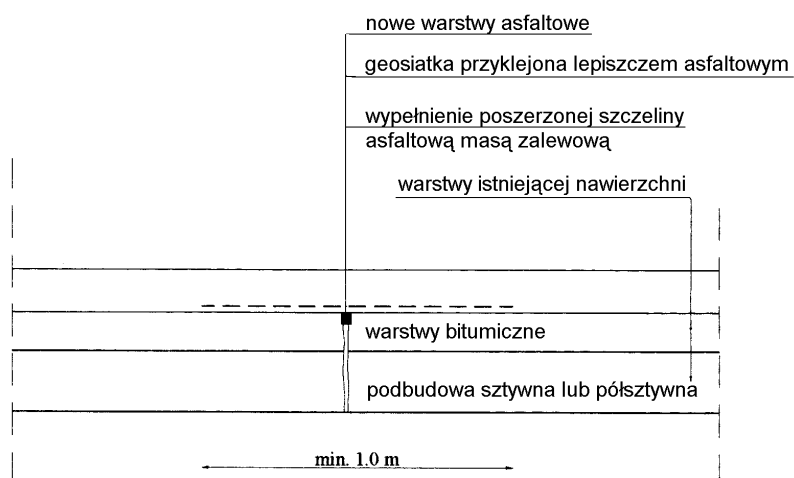 nowe warstwy asfaltowe
geosiatka przyklejona lepiszczem asfaltowym
wypełnienie poszerzonej szczeliny
asfaltową masą zalewową
warstwy istniejącej nawierzchni
warstwy bitumiczne
podbudowa sztywna lub półsztywna
min. 1.0 m